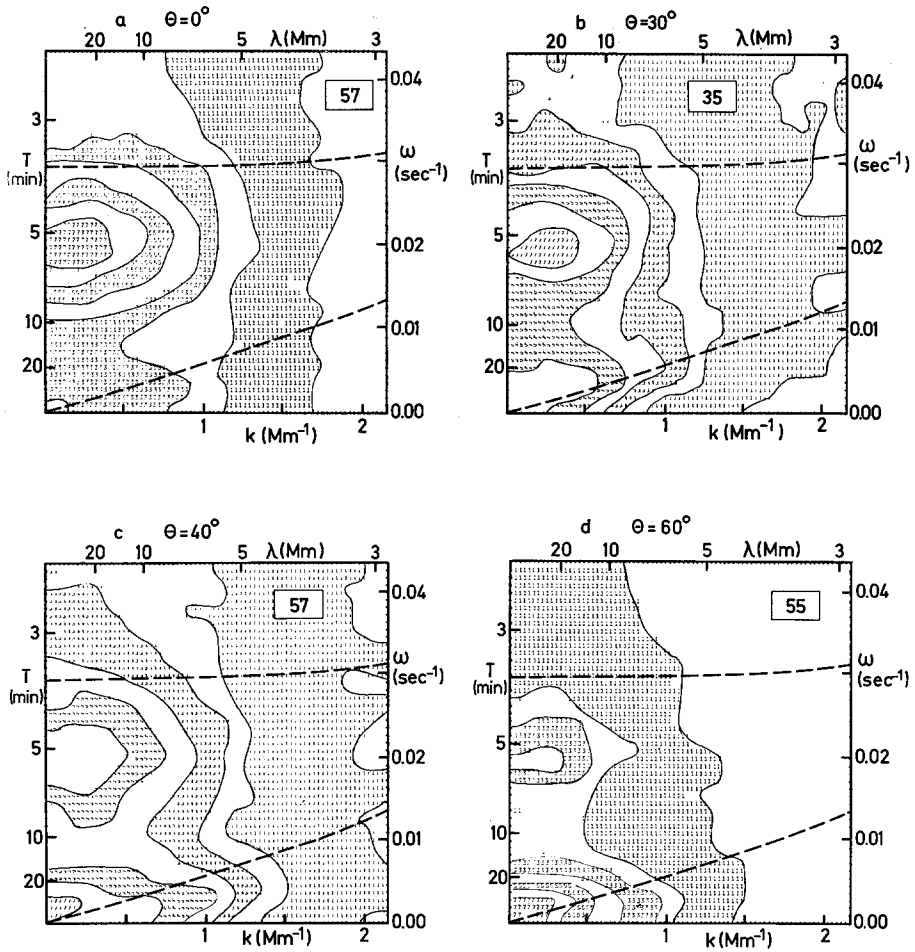 a θ=0°
20 10 5 λ(Mm) 3
57
0.04
3
T
(min)
ω
(sec⁻¹)
5
0.02
10
0.01
20
0.00
1 2
k (Mm⁻¹)
b θ=30°
20 10 5 λ(Mm) 3
35
0.04
3
T
(min)
ω
(sec⁻¹)
5
0.02
10
0.01
20
0.00
1 2
k (Mm⁻¹)
c θ=40°
20 10 5 λ(Mm) 3
57
0.04
3
T
(min)
ω
(sec⁻¹)
5
0.02
10
0.01
20
0.00
1 2
k (Mm⁻¹)
d θ=60°
20 10 5 λ(Mm) 3
55
0.04
3
T
(min)
ω
(sec⁻¹)
5
0.02
10
0.01
20
0.00
1 2
k (Mm⁻¹)